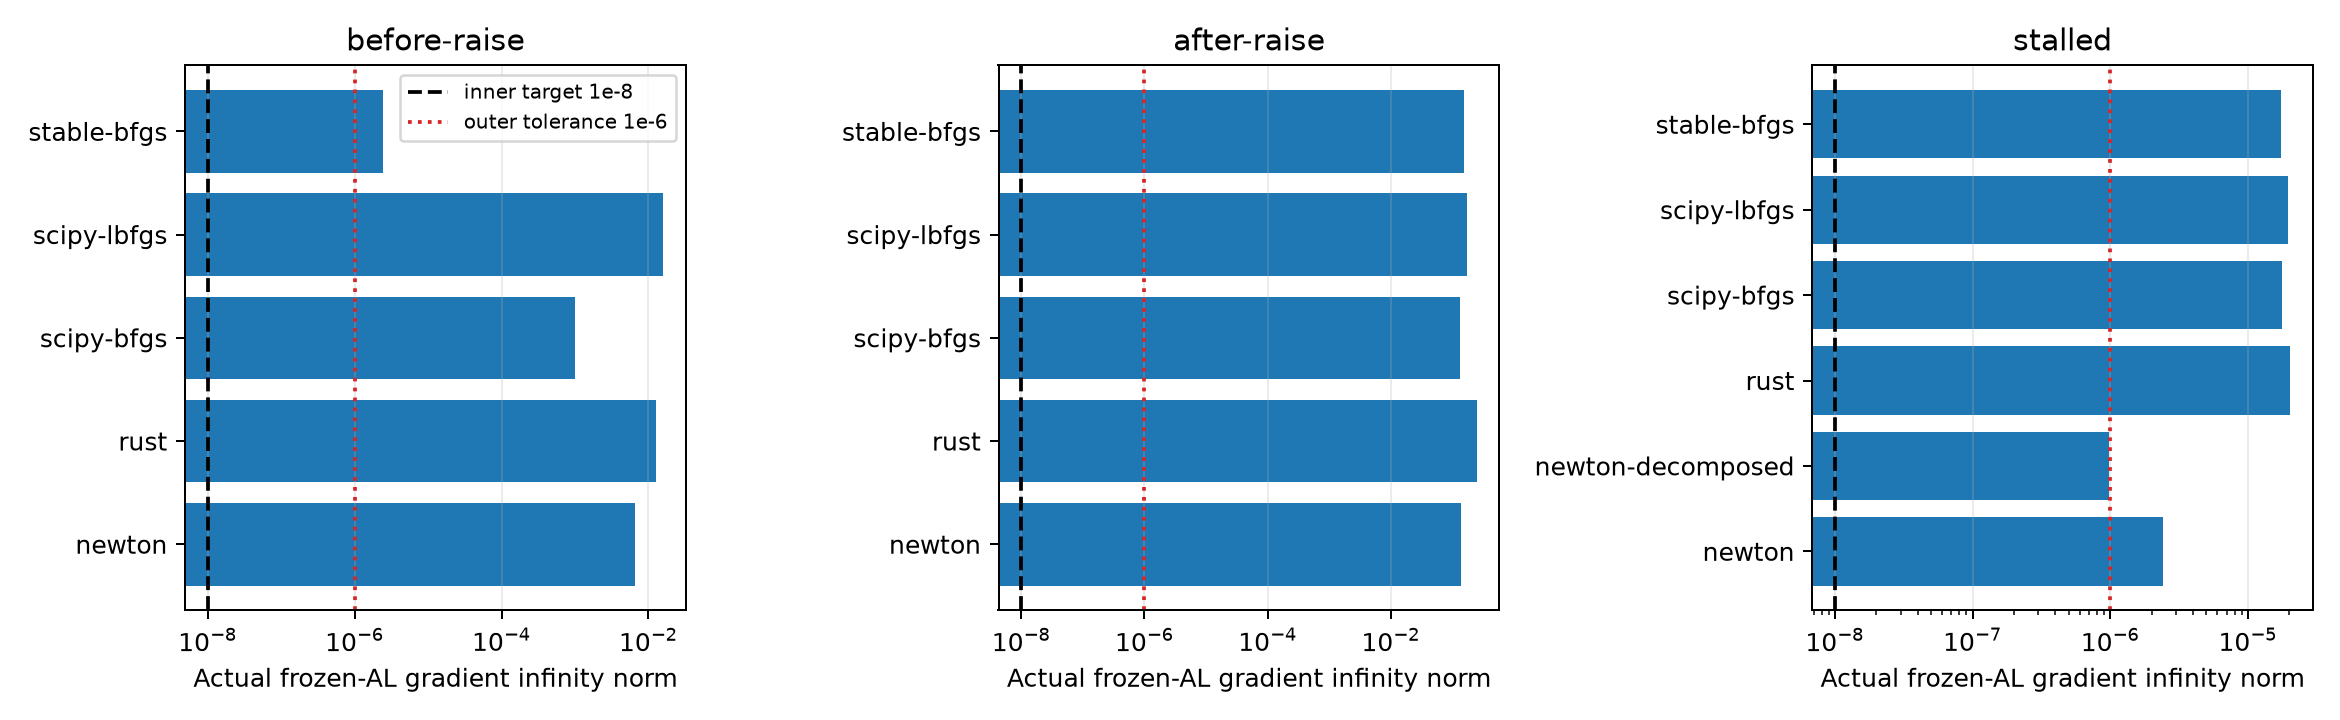 before-raise
inner target 1e-8
outer tolerance 1e-6
stable-bfgs
scipy-lbfgs
scipy-bfgs
rust
newton
10⁻⁸ 10⁻⁶ 10⁻⁴ 10⁻²
Actual frozen-AL gradient infinity norm
after-raise
stable-bfgs
scipy-lbfgs
scipy-bfgs
rust
newton
10⁻⁸ 10⁻⁶ 10⁻⁴ 10⁻²
Actual frozen-AL gradient infinity norm
stalled
stable-bfgs
scipy-lbfgs
scipy-bfgs
rust
newton-decomposed
newton
10⁻⁸ 10⁻⁷ 10⁻⁶ 10⁻⁵
Actual frozen-AL gradient infinity norm